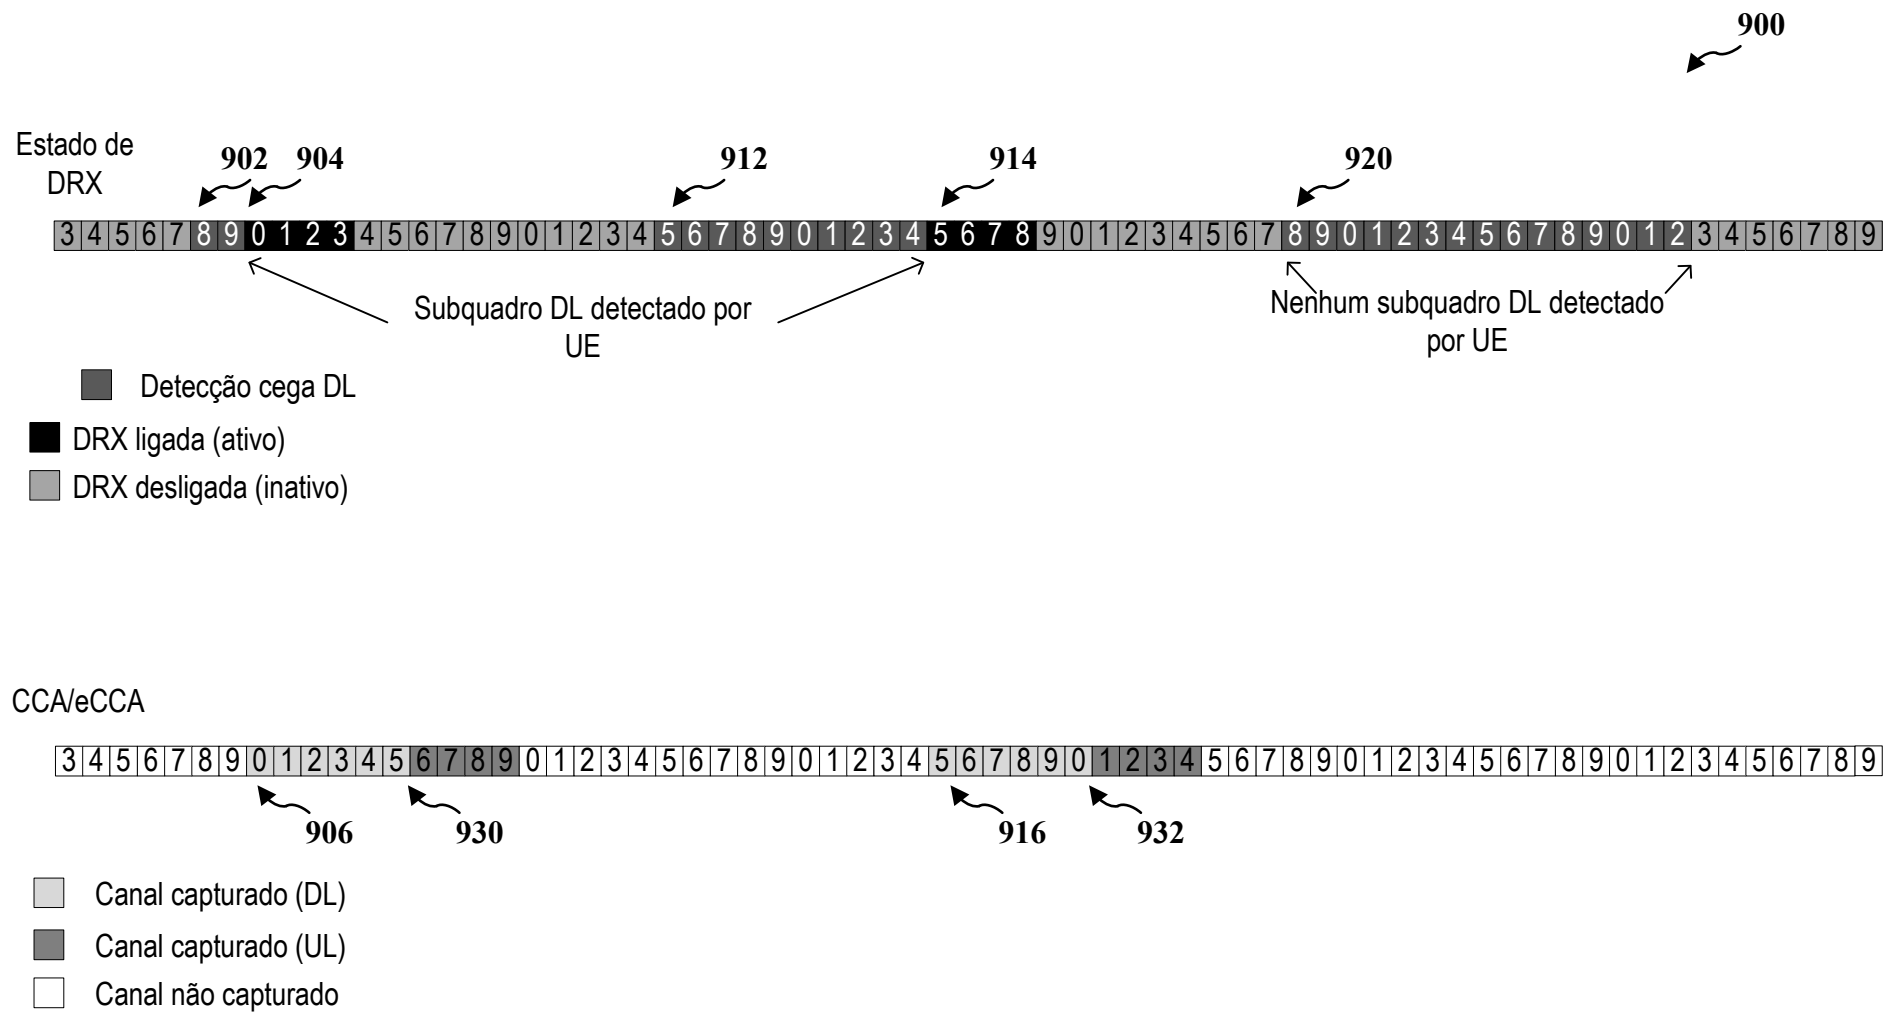 900
Estado de
DRX
902 904 912 914 920
3 4 5 6 7 8 9 0 1 2 3 4 5 6 7 8 9 0 1 2 3 4 5 6 7 8 9 0 1 2 3 4 5 6 7 8 9 0 1 2 3 4 5 6 7 8 9 0 1 2 3 4 5 6 7 8 9 0 1 2 3 4 5 6 7 8 9
Subquadro DL detectado por
UE
Nenhum subquadro DL detectado
por UE
Detecção cega DL
DRX ligada (ativo)
DRX desligada (inativo)
CCA/eCCA
3 4 5 6 7 8 9 0 1 2 3 4 5 6 7 8 9 0 1 2 3 4 5 6 7 8 9 0 1 2 3 4 5 6 7 8 9 0 1 2 3 4 5 6 7 8 9 0 1 2 3 4 5 6 7 8 9 0 1 2 3 4 5 6 7 8 9
906 930 916 932
Canal capturado (DL)
Canal capturado (UL)
Canal não capturado